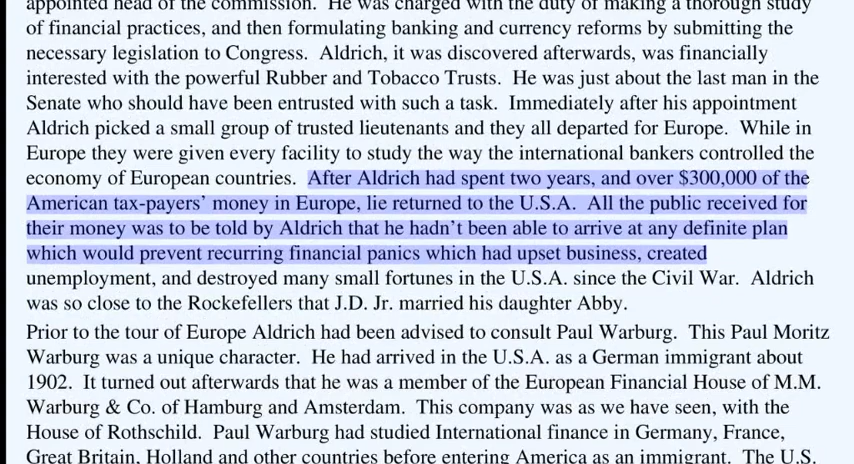 appointed head of the commission.  He was charged with the duty of making a thorough study
of financial practices, and then formulating banking and currency reforms by submitting the
necessary legislation to Congress.  Aldrich, it was discovered afterwards, was financially
interested with the powerful Rubber and Tobacco Trusts.  He was just about the last man in the
Senate who should have been entrusted with such a task.  Immediately after his appointment
Aldrich picked a small group of trusted lieutenants and they all departed for Europe.  While in
Europe they were given every facility to study the way the international bankers controlled the
economy of European countries.  After Aldrich had spent two years, and over $300,000 of the
American tax-payers’ money in Europe, lie returned to the U.S.A.  All the public received for
their money was to be told by Aldrich that he hadn’t been able to arrive at any definite plan
which would prevent recurring financial panics which had upset business, created
unemployment, and destroyed many small fortunes in the U.S.A. since the Civil War.  Aldrich
was so close to the Rockefellers that J.D. Jr. married his daughter Abby.
Prior to the tour of Europe Aldrich had been advised to consult Paul Warburg.  This Paul Moritz
Warburg was a unique character.  He had arrived in the U.S.A. as a German immigrant about
1902.  It turned out afterwards that he was a member of the European Financial House of M.M.
Warburg & Co. of Hamburg and Amsterdam.  This company was as we have seen, with the
House of Rothschild.  Paul Warburg had studied International finance in Germany, France,
Great Britain, Holland and other countries before entering America as an immigrant.  The U.S.